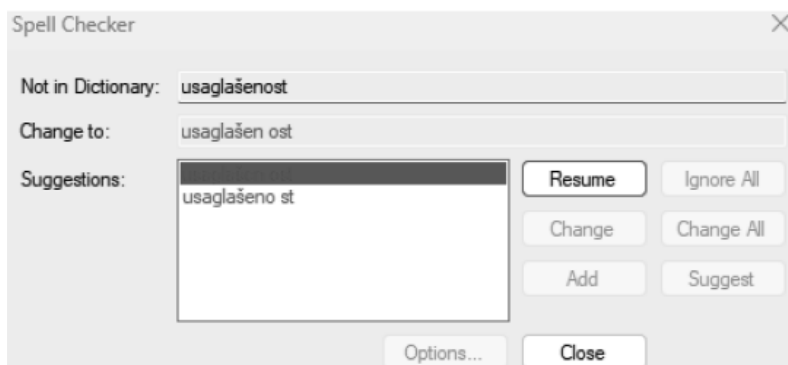 Spell Checker
Not in Dictionary: usaglašenost
Change to: usaglašen ost
Suggestions:
usaglašeno st
Resume Ignore All
Change Change All
Add Suggest
Options... Close